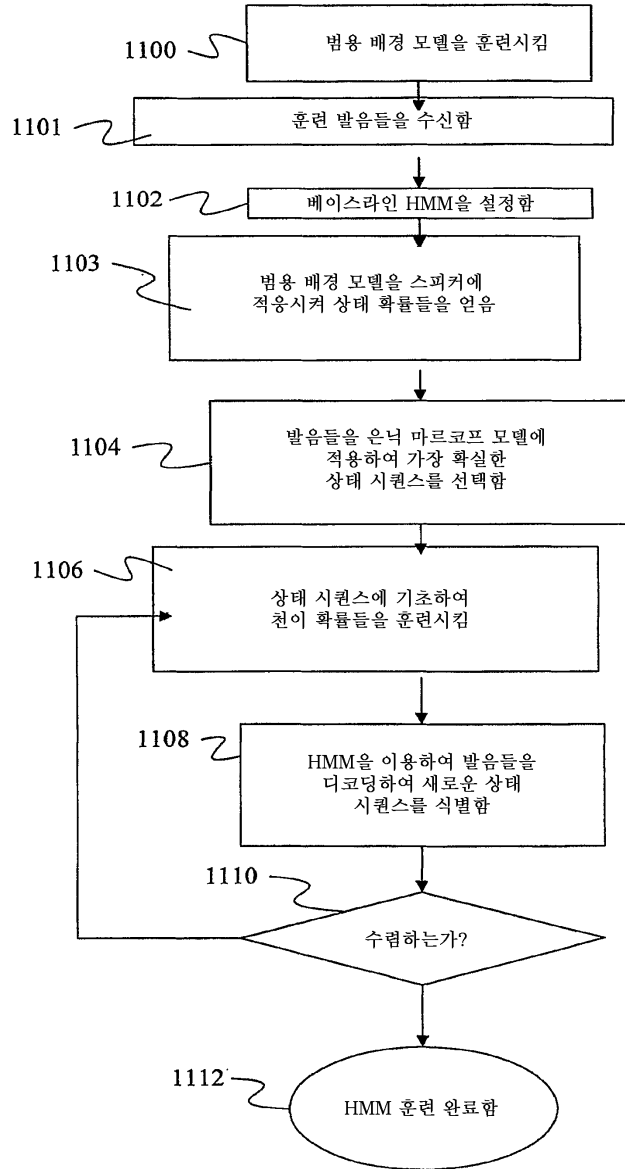 1100
범용 배경 모델을 훈련시킴
1101
훈련 발음들을 수신함
1102
베이스라인 HMM을 설정함
1103
범용 배경 모델을 스피커에
적응시켜 상태 확률들을 얻음
1104
발음들을 은닉 마르코프 모델에
적용하여 가장 확실한
상태 시퀀스를 선택함
1106
상태 시퀀스에 기초하여
천이 확률들을 훈련시킴
1108
HMM을 이용하여 발음들을
디코딩하여 새로운 상태
시퀀스를 식별함
1110
수렴하는가?
1112
HMM 훈련 완료함